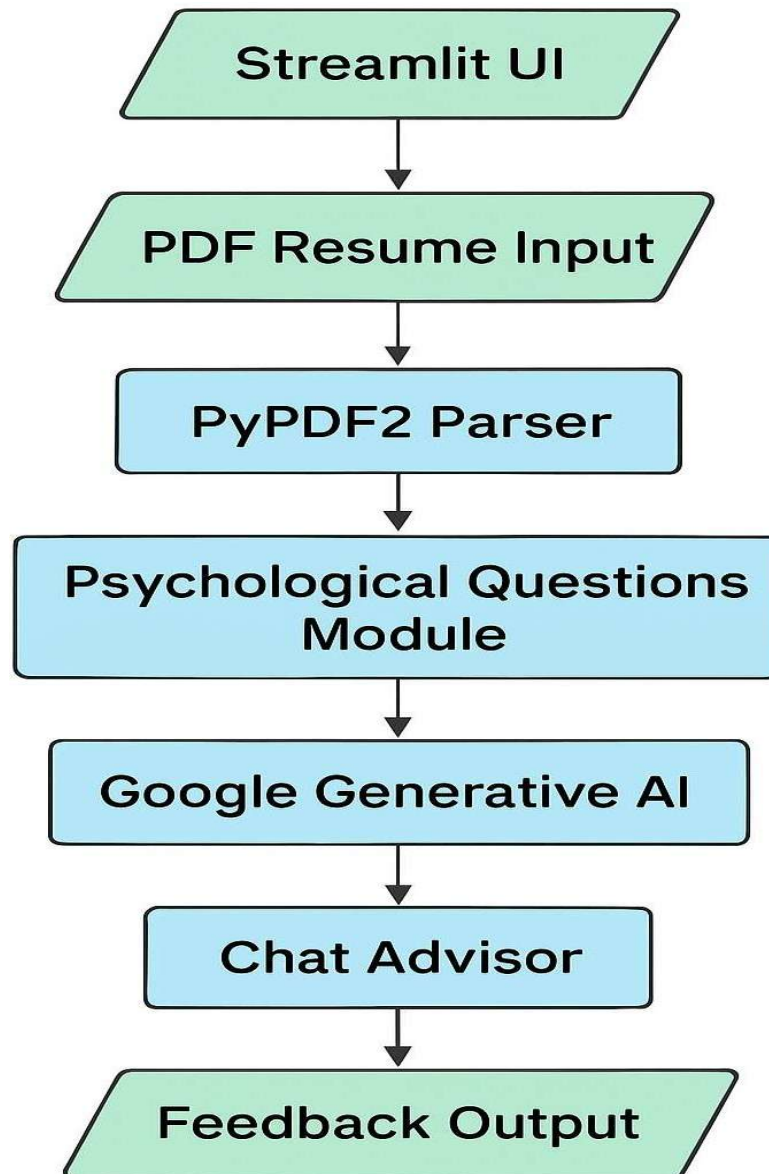 Streamlit UI
PDF Resume Input
PyPDF2 Parser
Psychological Questions
Module
Google Generative AI
Chat Advisor
Feedback Output